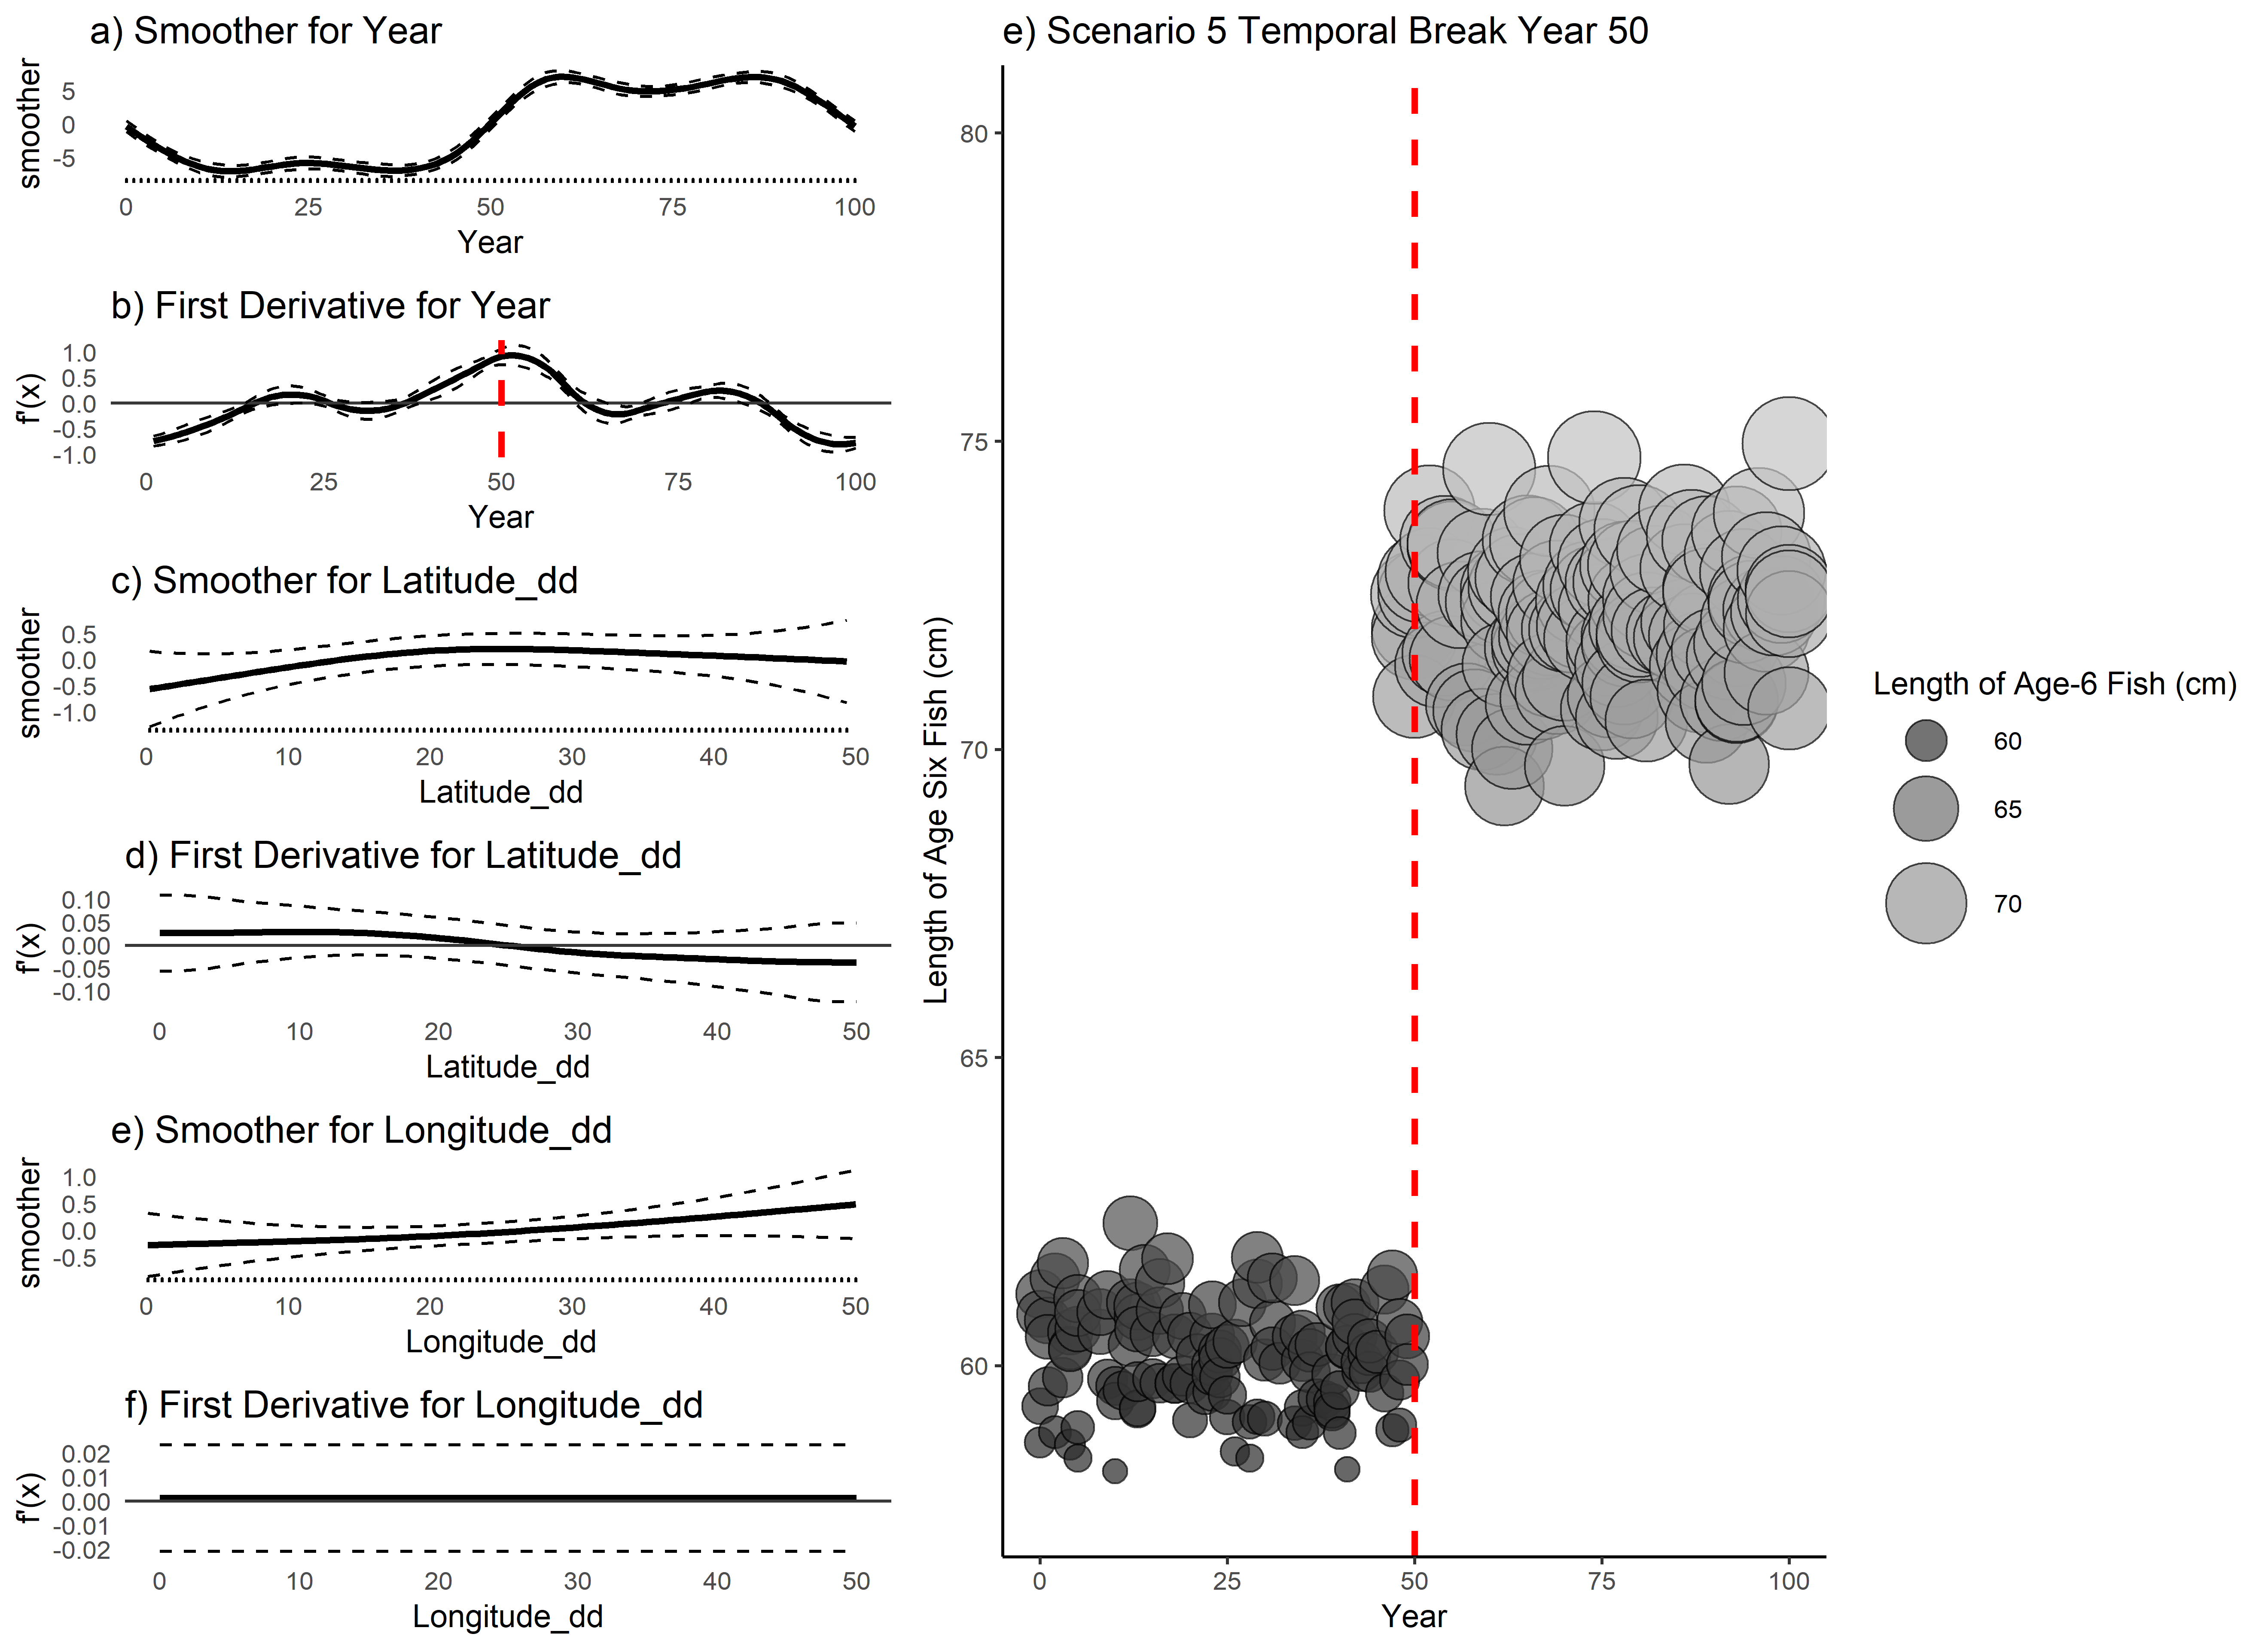 a) Smoother for Year
smoother
5
0
-5
0 25 50 75 100
Year
b) First Derivative for Year
f'(x)
1.0
0.5
0.0
-0.5
-1.0
0 25 50 75 100
Year
c) Smoother for Latitude_dd
smoother
0.5
0.0
-0.5
-1.0
0 10 20 30 40 50
Latitude_dd
d) First Derivative for Latitude_dd
f'(x)
0.10
0.05
0.00
-0.05
-0.10
0 10 20 30 40 50
Latitude_dd
e) Smoother for Longitude_dd
smoother
1.0
0.5
0.0
-0.5
0 10 20 30 40 50
Longitude_dd
f) First Derivative for Longitude_dd
f'(x)
0.02
0.01
0.00
-0.01
-0.02
0 10 20 30 40 50
Longitude_dd
e) Scenario 5 Temporal Break Year 50
Length of Age Six Fish (cm)
80
75
70
65
60
0 25 50 75 100
Year
Length of Age-6 Fish (cm)
60
65
70